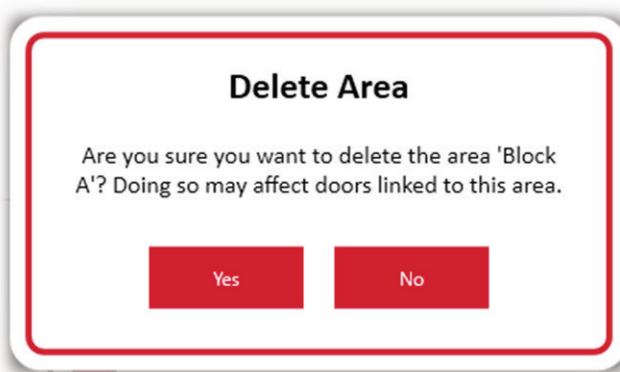 Delete Area
Are you sure you want to delete the area 'Block
A'? Doing so may affect doors linked to this area.
Yes
No